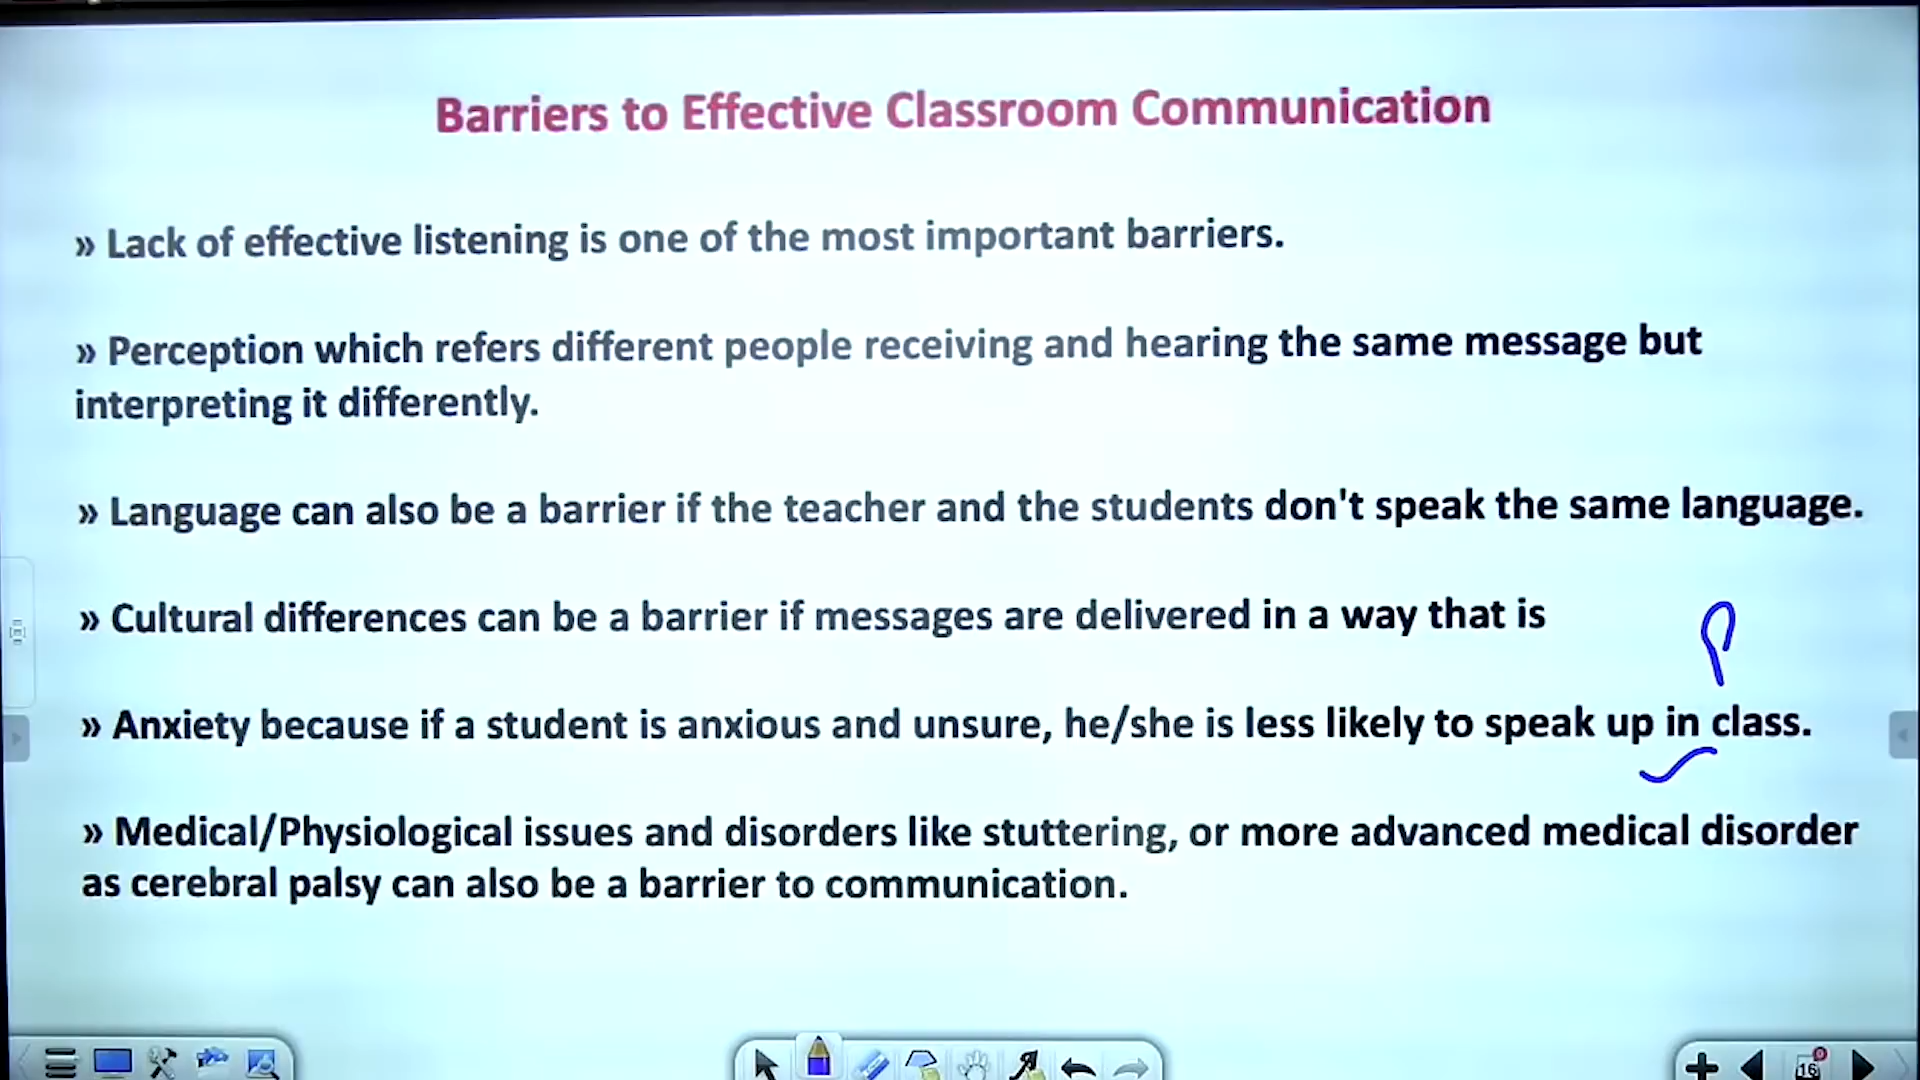 Barriers to Effective Classroom Communication
» Lack of effective listening is one of the most important barriers.
» Perception which refers different people receiving and hearing the same message but
interpreting it differently.
» Language can also be a barrier if the teacher and the students don't speak the same language.
» Cultural differences can be a barrier if messages are delivered in a way that is
» Anxiety because if a student is anxious and unsure, he/she is less likely to speak up in class.
» Medical/Physiological issues and disorders like stuttering, or more advanced medical disorder
as cerebral palsy can also be a barrier to communication.
16